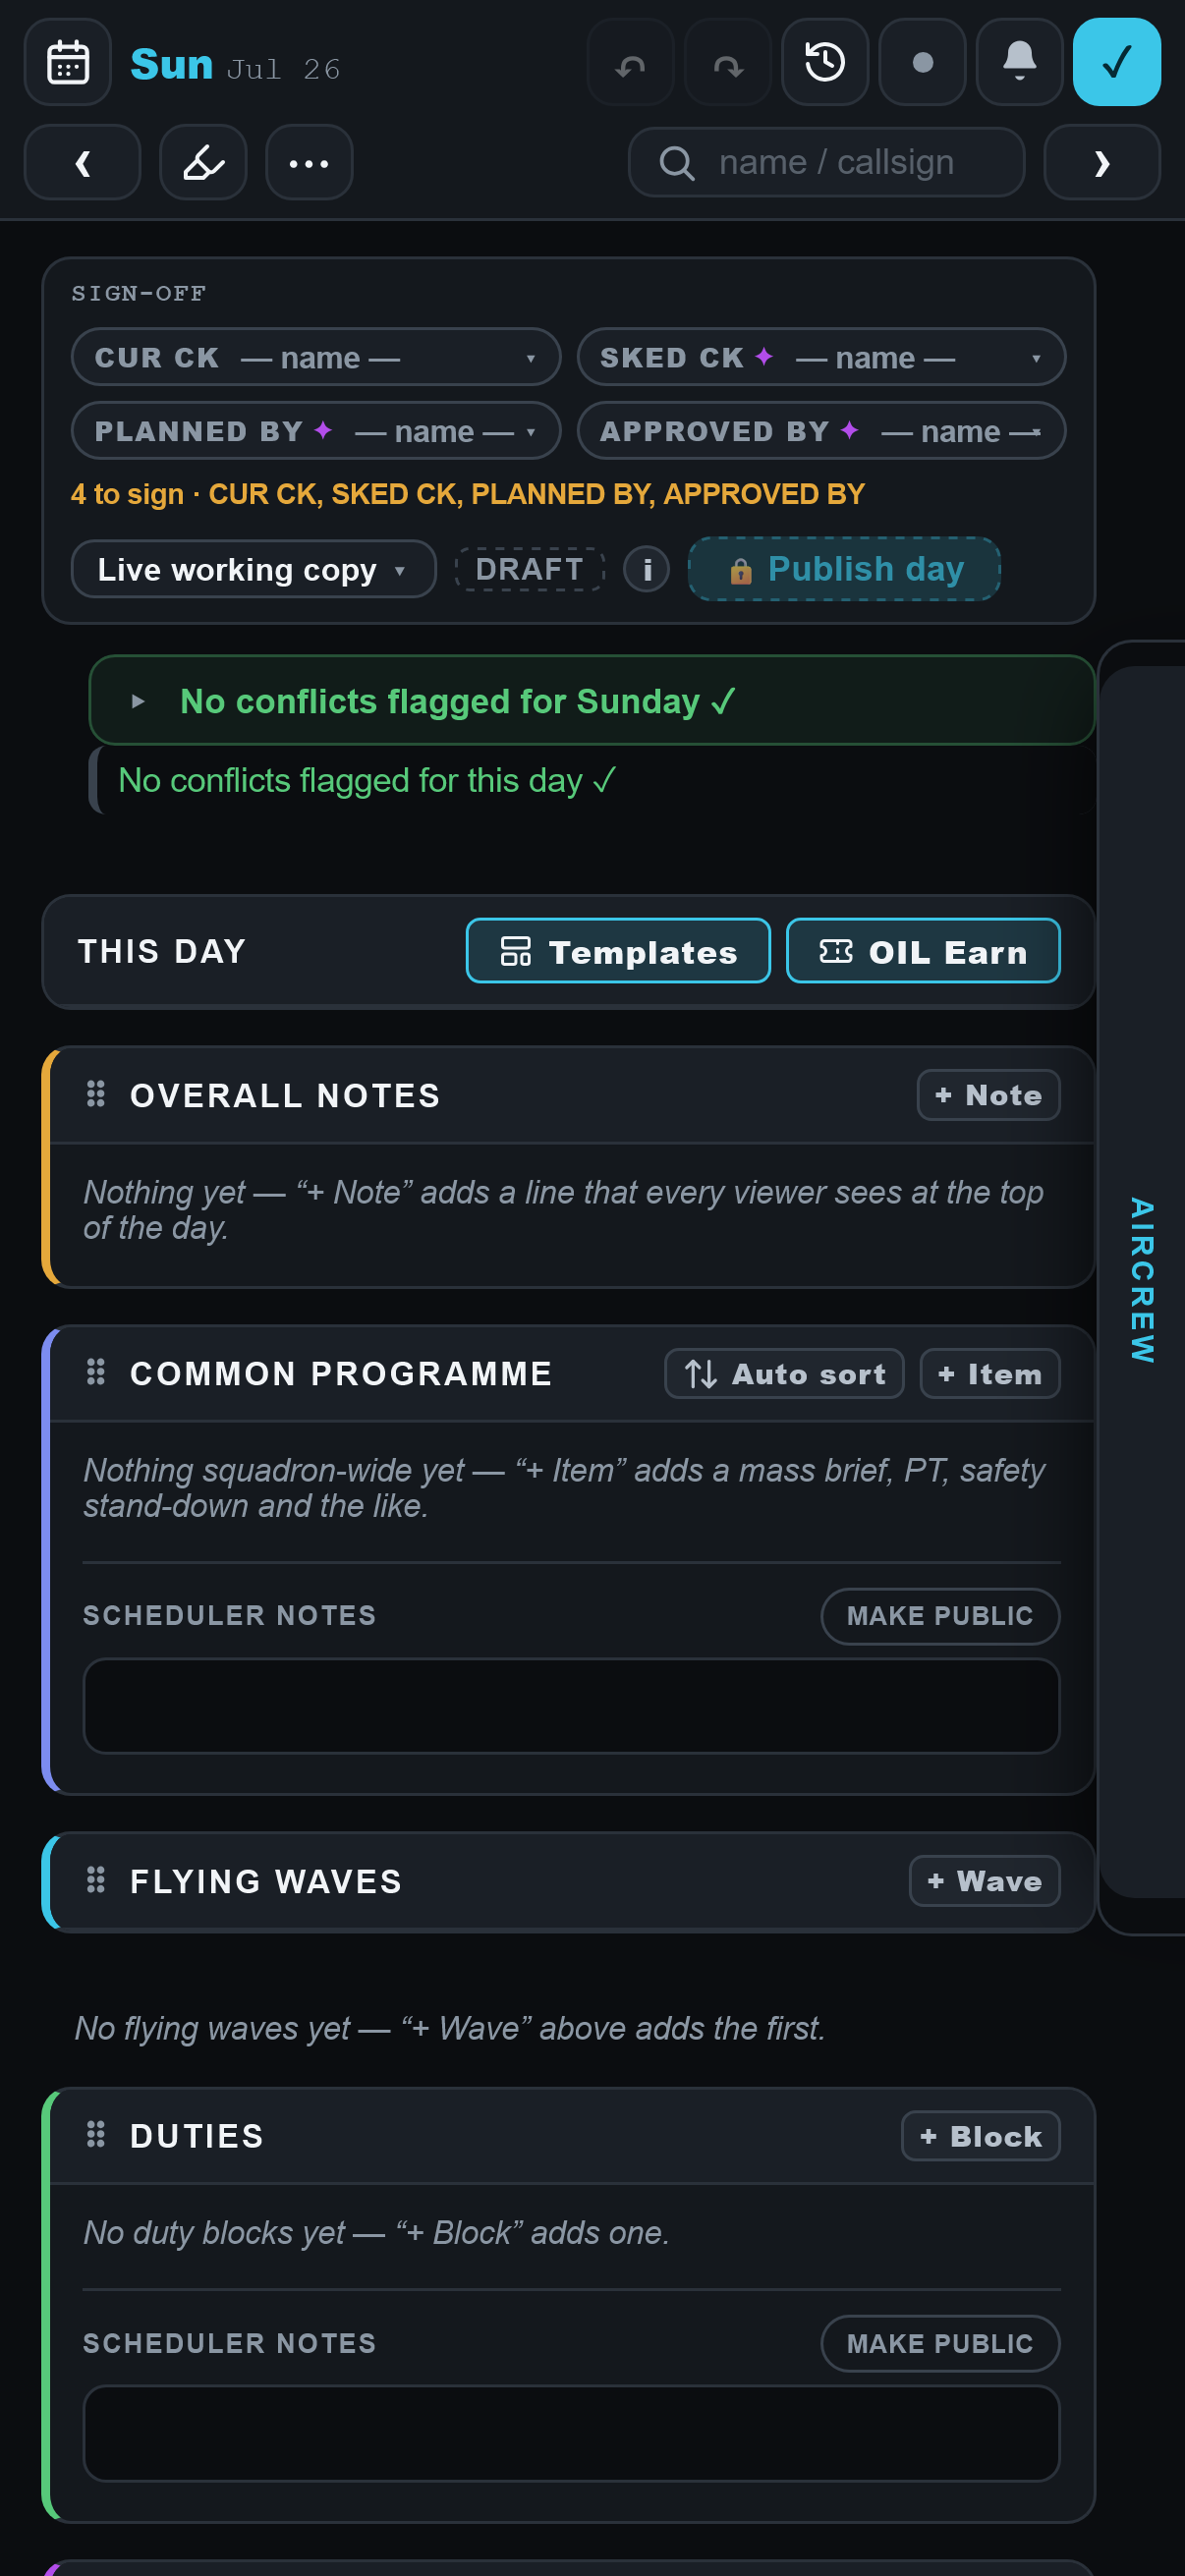 Sun Jul 26
name / callsign
SIGN-OFF
CUR CK — name —
SKED CK ✦ — name —
PLANNED BY ✦ — name —
APPROVED BY ✦ — name —
4 to sign · CUR CK, SKED CK, PLANNED BY, APPROVED BY
Live working copy
DRAFT
i
Publish day
No conflicts flagged for Sunday ✓
No conflicts flagged for this day ✓
THIS DAY
Templates
OIL Earn
AIRCREW
OVERALL NOTES
+ Note
Nothing yet — “+ Note” adds a line that every viewer sees at the top
of the day.
COMMON PROGRAMME
Auto sort
+ Item
Nothing squadron-wide yet — “+ Item” adds a mass brief, PT, safety
stand-down and the like.
SCHEDULER NOTES
MAKE PUBLIC
FLYING WAVES
+ Wave
No flying waves yet — “+ Wave” above adds the first.
DUTIES
+ Block
No duty blocks yet — “+ Block” adds one.
SCHEDULER NOTES
MAKE PUBLIC